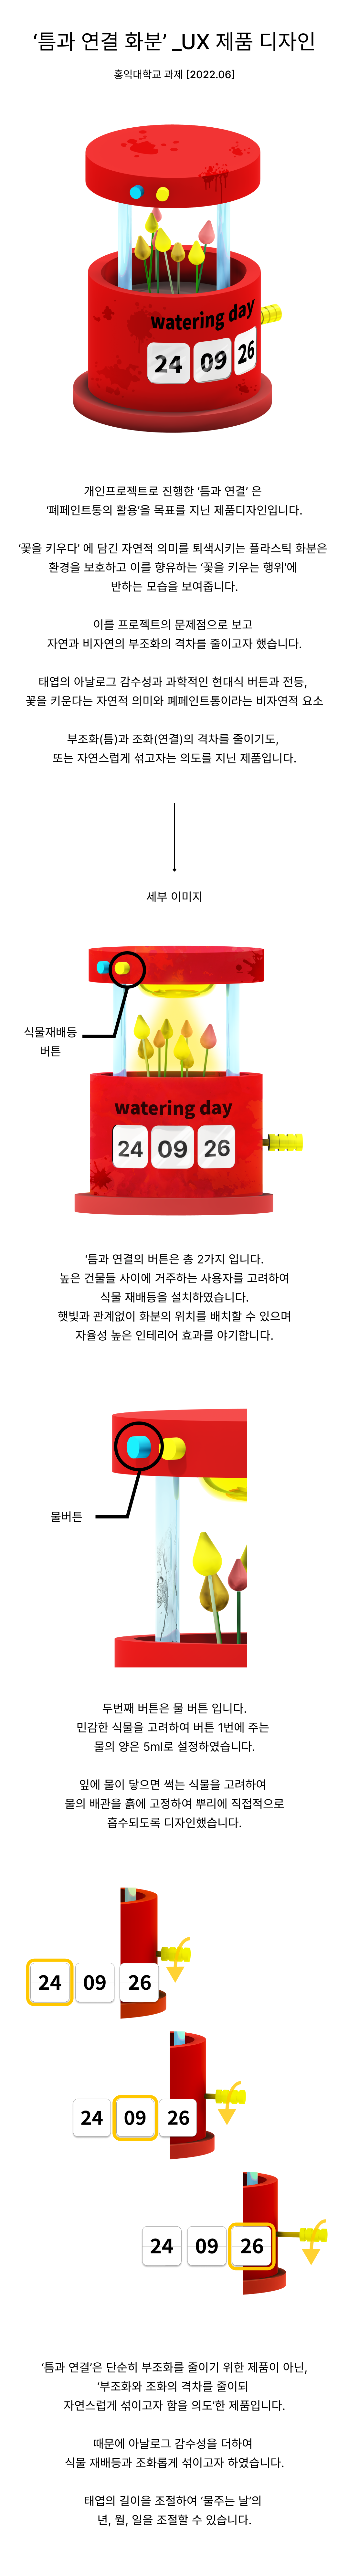 ‘틈과 연결 화분’ _UX 제품 디자인
홍익대학교 과제 [2022.06]
watering day
24 09 26
개인프로젝트로 진행한 ‘틈과 연결’ 은
‘폐페인트통의 활용’을 목표를 지닌 제품디자인입니다.
‘꽃을 키우다’ 에 담긴 자연적 의미를 퇴색시키는 플라스틱 화분은
환경을 보호하고 이를 향유하는 ‘꽃을 키우는 행위’에
반하는 모습을 보여줍니다.
이를 프로젝트의 문제점으로 보고
자연과 비자연의 부조화의 격차를 줄이고자 했습니다.
태엽의 아날로그 감수성과 과학적인 현대식 버튼과 전등,
꽃을 키운다는 자연적 의미와 폐페인트통이라는 비자연적 요소
부조화(틈)과 조화(연결)의 격차를 줄이기도,
또는 자연스럽게 섞고자는 의도를 지닌 제품입니다.
세부 이미지
식물재배등
버튼
watering day
24 09 26
‘틈과 연결의 버튼은 총 2가지 입니다.
높은 건물들 사이에 거주하는 사용자를 고려하여
식물 재배등을 설치하였습니다.
햇빛과 관계없이 화분의 위치를 배치할 수 있으며
자율성 높은 인테리어 효과를 야기합니다.
물버튼
두번째 버튼은 물 버튼 입니다.
민감한 식물을 고려하여 버튼 1번에 주는
물의 양은 5ml로 설정하였습니다.
잎에 물이 닿으면 썩는 식물을 고려하여
물의 배관을 흙에 고정하여 뿌리에 직접적으로
흡수되도록 디자인했습니다.
24 09 26
24 09 26
24 09 26
‘틈과 연결’은 단순히 부조화를 줄이기 위한 제품이 아닌,
‘부조화와 조화의 격차를 줄이되
자연스럽게 섞이고자 함을 의도’한 제품입니다.
때문에 아날로그 감수성을 더하여
식물 재배등과 조화롭게 섞이고자 하였습니다.
태엽의 길이을 조절하여 ‘물주는 날’의
년, 월, 일을 조절할 수 있습니다.